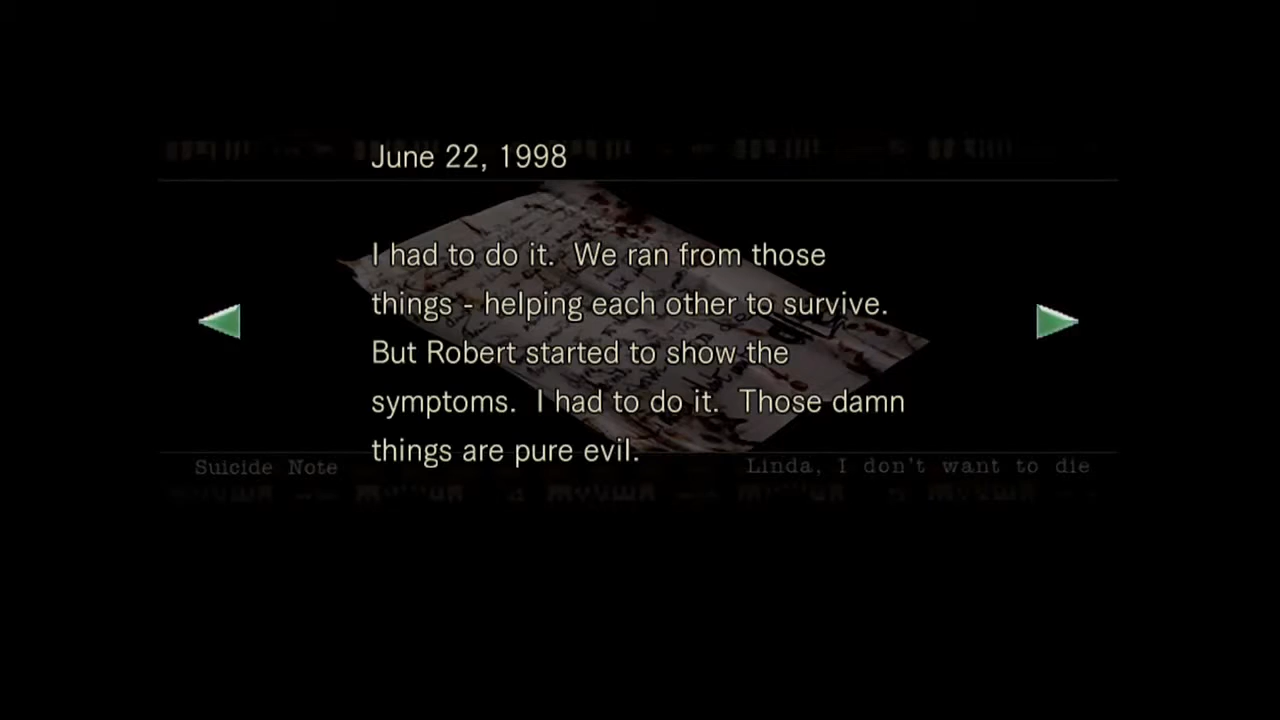 June 22, 1998
I had to do it. We ran from those
things - helping each other to survive.
But Robert started to show the
symptoms. I had to do it. Those damn
things are pure evil.
Suicide Note
Linda, I don't want to die